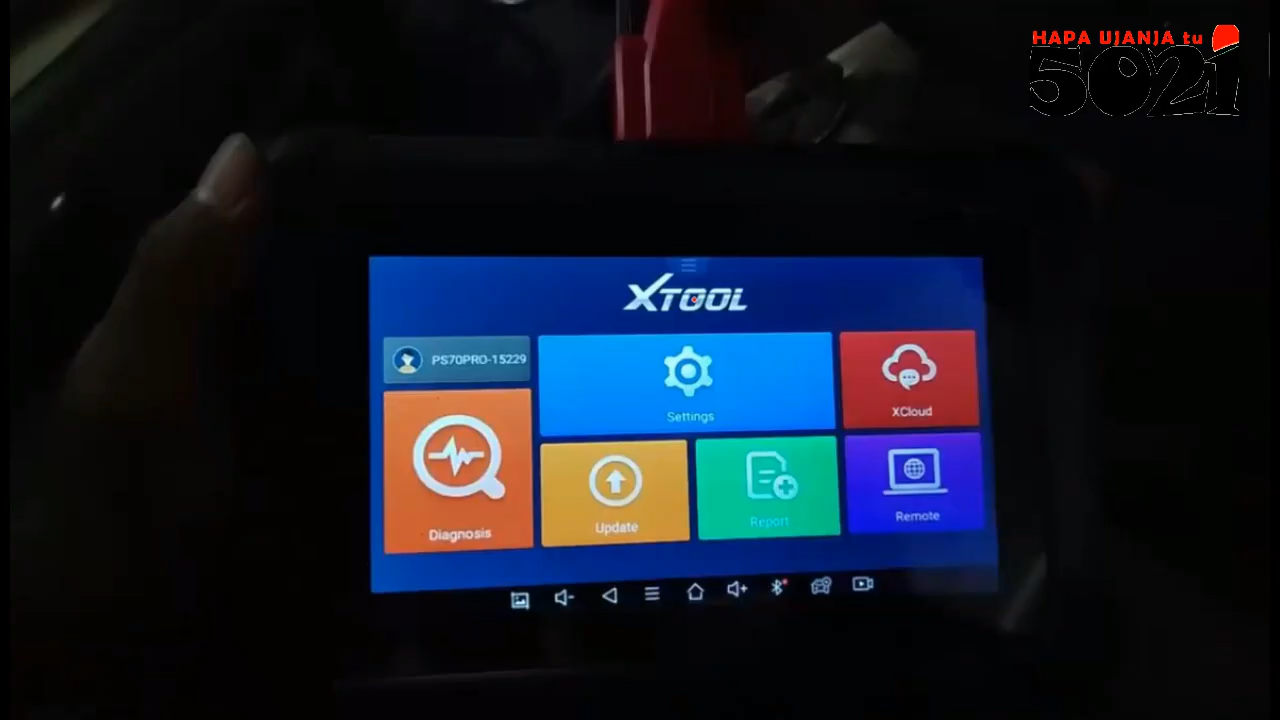 HAPA UJANJA tu
5021
XTOOL
PS70PRO-15229
Settings
XCloud
Diagnosis
Update
Report
Remote